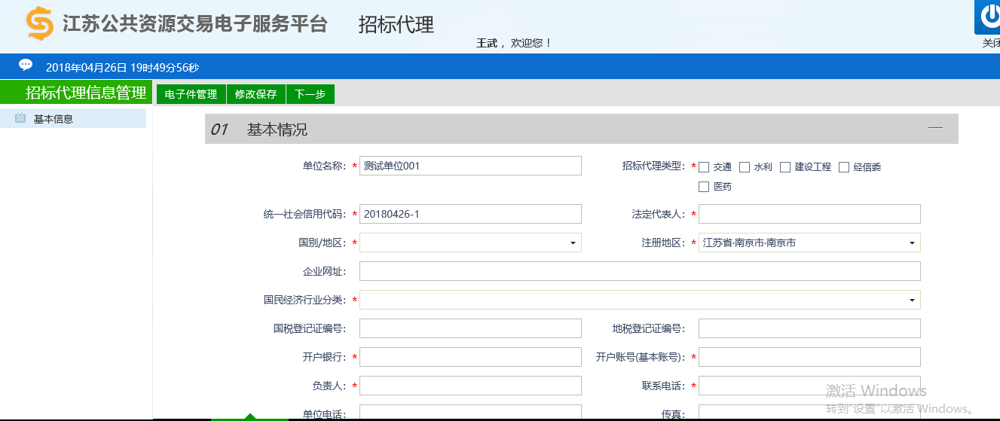 江苏公共资源交易电子服务平台 招标代理
王武 ，欢迎您！
关闭
2018年04月26日 19时49分56秒
招标代理信息管理 电子件管理 修改保存 下一步
基本信息
01 基本情况
单位名称： * 测试单位001 招标代理类型： * 交通 水利 建设工程 经信委
医药
统一社会信用代码： * 20180426-1 法定代表人： *
国别/地区： * 注册地区： * 江苏省·南京市·南京市
企业网址：
国民经济行业分类： *
国税登记证编号： 地税登记证编号：
开户银行： * 开户账号(基本账号)： *
负责人： * 联系电话： *
激活 Windows
单位电话： 传真：
转到"设置"以激活 Windows。